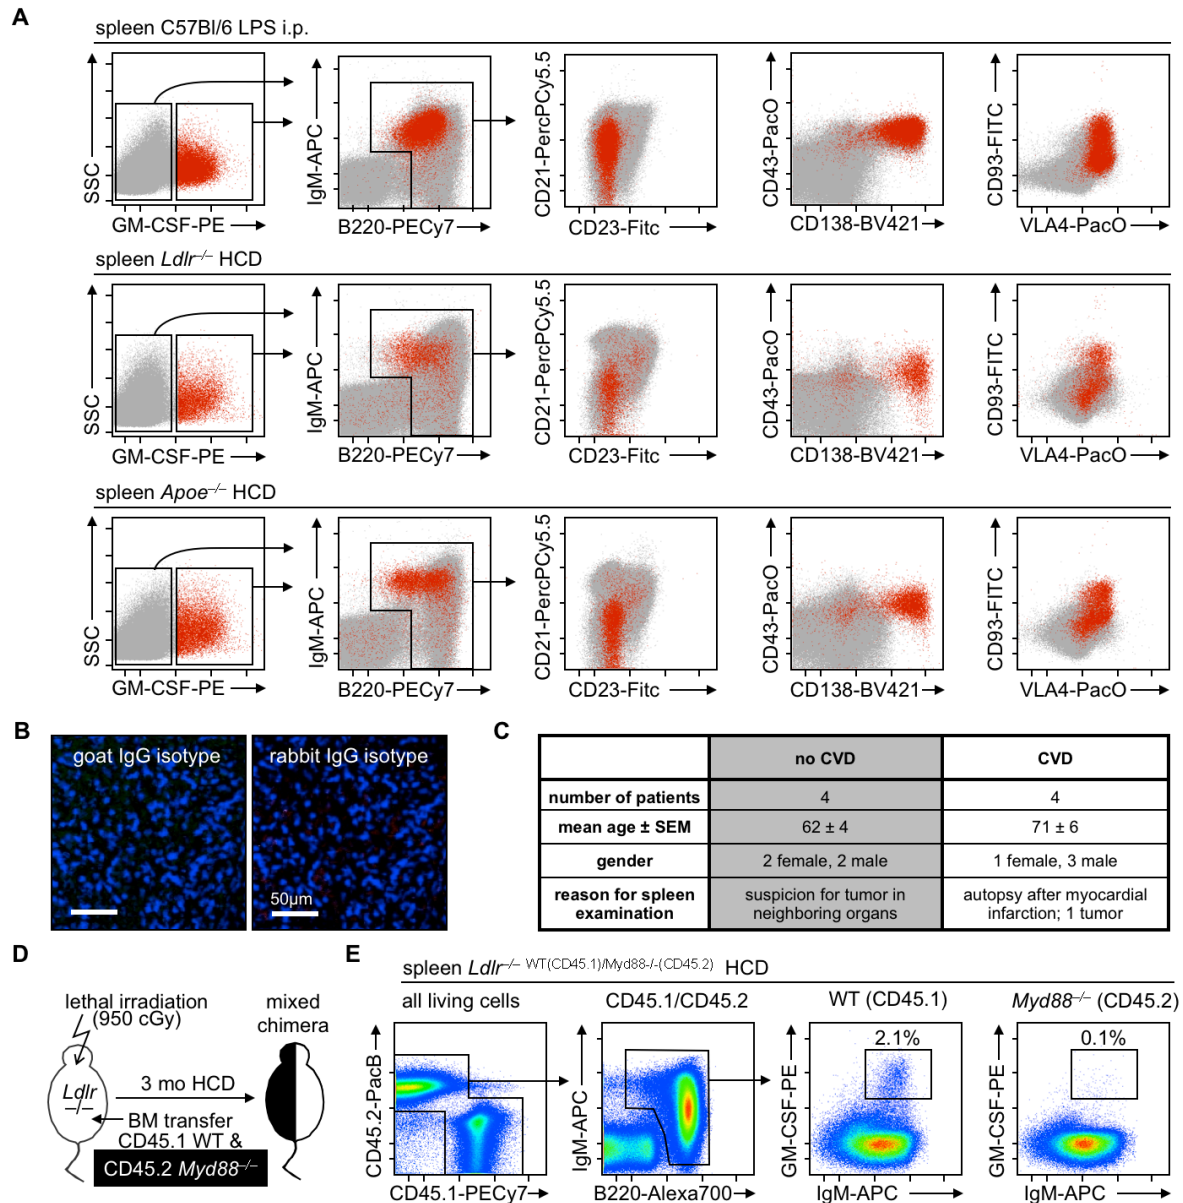 A
spleen C57Bl/6 LPS i.p.
SSC
GM-CSF-PE
IgM-APC
B220-PECy7
CD21-PercPCy5.5
CD23-Fitc
CD43-PacO
CD138-BV421
CD93-FITC
VLA4-PacO
spleen Ldlr–/– HCD
SSC
GM-CSF-PE
IgM-APC
B220-PECy7
CD21-PercPCy5.5
CD23-Fitc
CD43-PacO
CD138-BV421
CD93-FITC
VLA4-PacO
spleen Apoe–/– HCD
SSC
GM-CSF-PE
IgM-APC
B220-PECy7
CD21-PercPCy5.5
CD23-Fitc
CD43-PacO
CD138-BV421
CD93-FITC
VLA4-PacO
B
goat IgG isotype
rabbit IgG isotype
50µm
C
no CVD CVD
number of patients 4 4
mean age ± SEM 62 ± 4 71 ± 6
gender 2 female, 2 male 1 female, 3 male
reason for spleen suspicion for tumor in autopsy after myocardial
examination neighboring organs infarction; 1 tumor
D
lethal irradiation
(950 cGy)
mixed
chimera
Ldlr
–/–
3 mo HCD
BM transfer
CD45.1 WT &
CD45.2 Myd88–/–
E
spleen Ldlr–/– WT(CD45.1)/Myd88-/-(CD45.2) HCD
all living cells
CD45.1/CD45.2
WT (CD45.1)
Myd88–/– (CD45.2)
CD45.2-PacB
CD45.1-PECy7
IgM-APC
B220-Alexa700
GM-CSF-PE
2.1%
IgM-APC
GM-CSF-PE
0.1%
IgM-APC